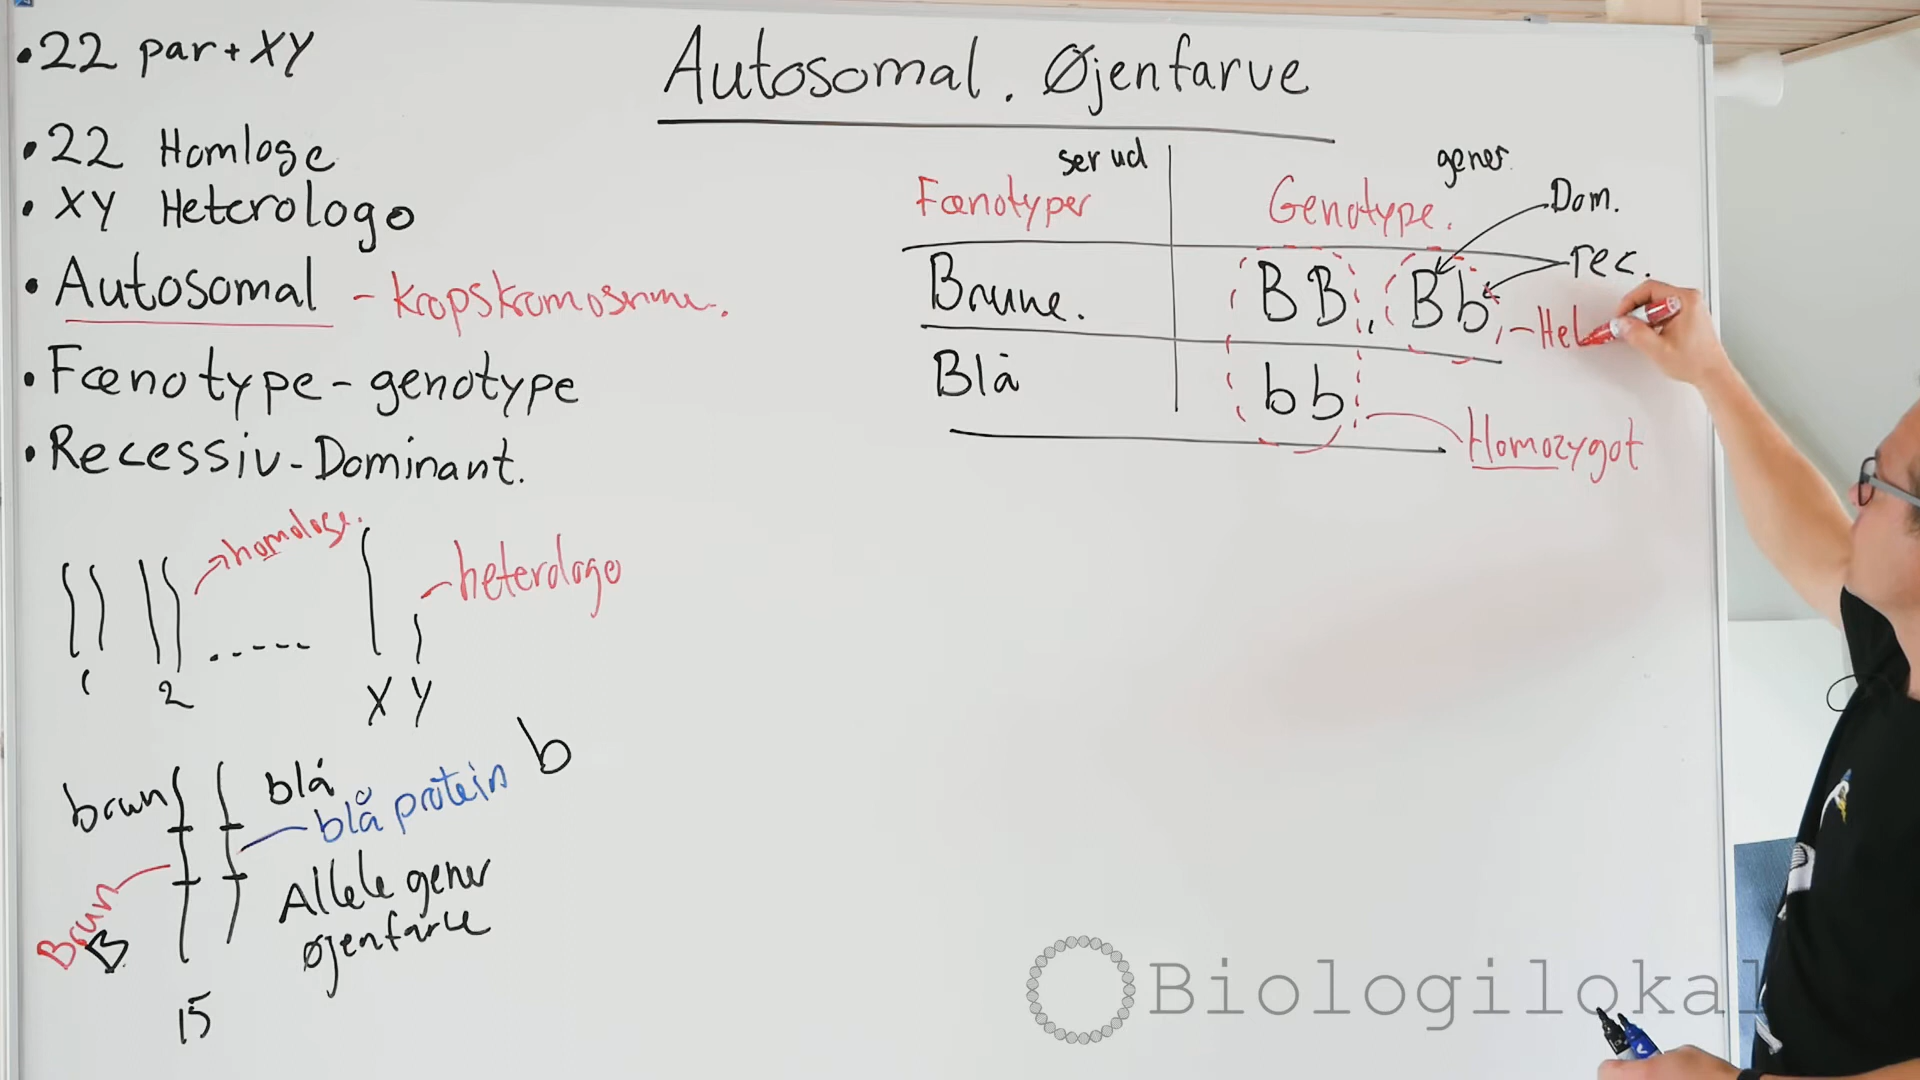 •22 par+XY
•22 Homloge
•XY Heterologe
•Autosomal - kropskromosomme.
•Fænotype-genotype
•Recessiv-Dominant.
homologe.
heterologe
1 2 X Y
b
brun blå
blå protein
Brun
B
Allele gener
øjenfarve
15
Autosomal. Øjenfarve
ser ud gener.
Fænotyper Genotype. Dom.
rec.
Brune. BB, Bb -Het
Blå bb
Homozygot
Biologilokal